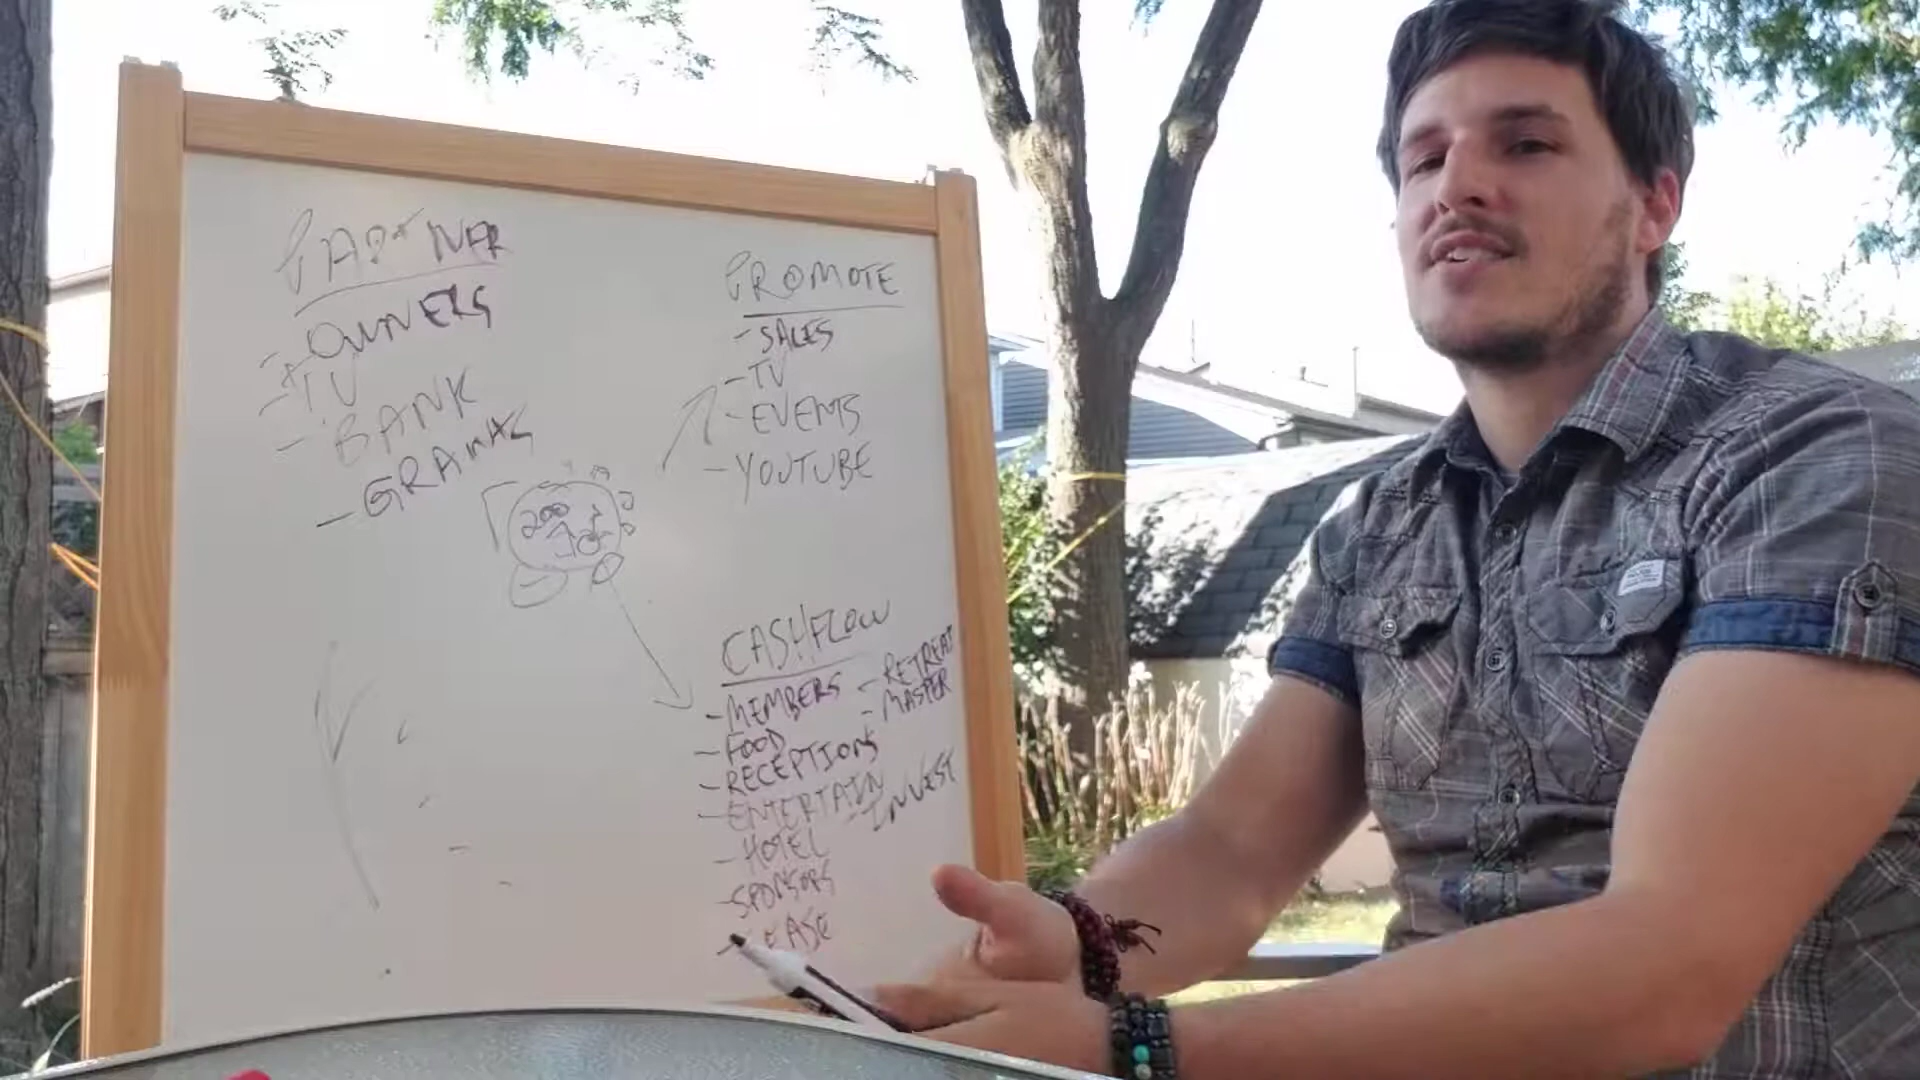 PARTNER
- OWNERS
- TV
- BANK
- GRANTS
PROMOTE
- SALES
- TV
- EVENTS
- YOUTUBE
200
CASHFLOW
- MEMBERS
- FOOD
- RECEPTIONS
- ENTERTAIN
- HOTEL
- SPONSORS
- LEASE
- RETREAT
- MASTER
- INVEST